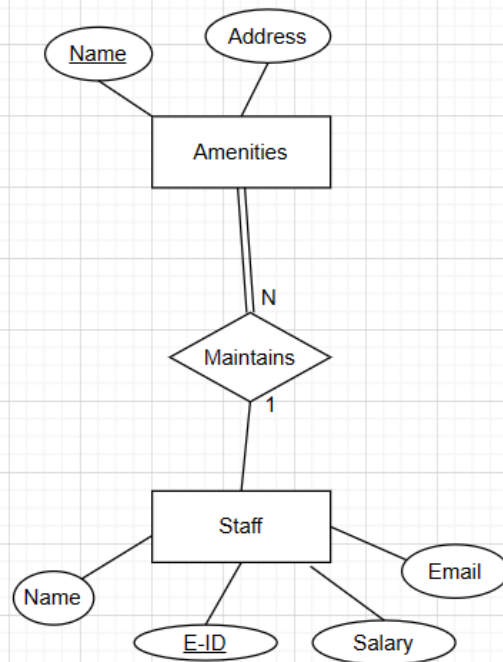 Name
Address
Amenities
N
Maintains
1
Staff
Name
E-ID
Salary
Email